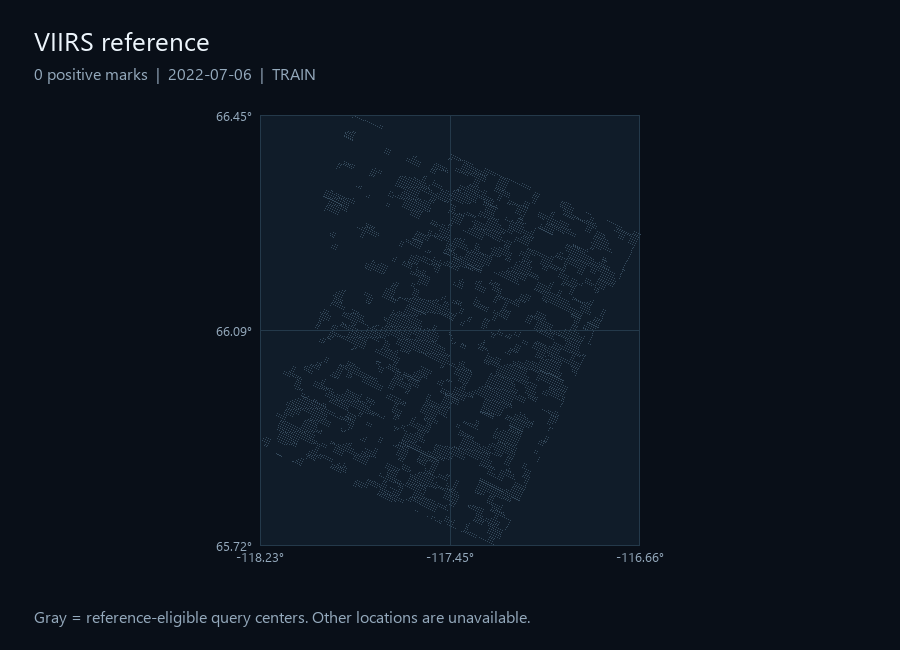 VIIRS reference
0 positive marks | 2022-07-06 | TRAIN
66.45°
66.09°
65.72°
-118.23°
-117.45°
-116.66°
Gray = reference-eligible query centers. Other locations are unavailable.